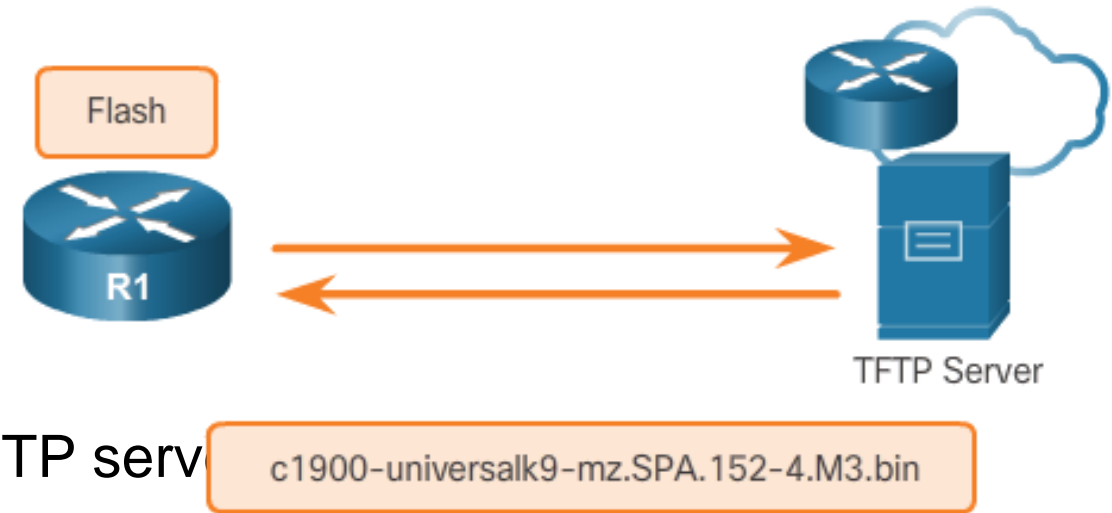 Flash
R1
TFTP Server
TP serv
c1900-universalk9-mz.SPA.152-4.M3.bin